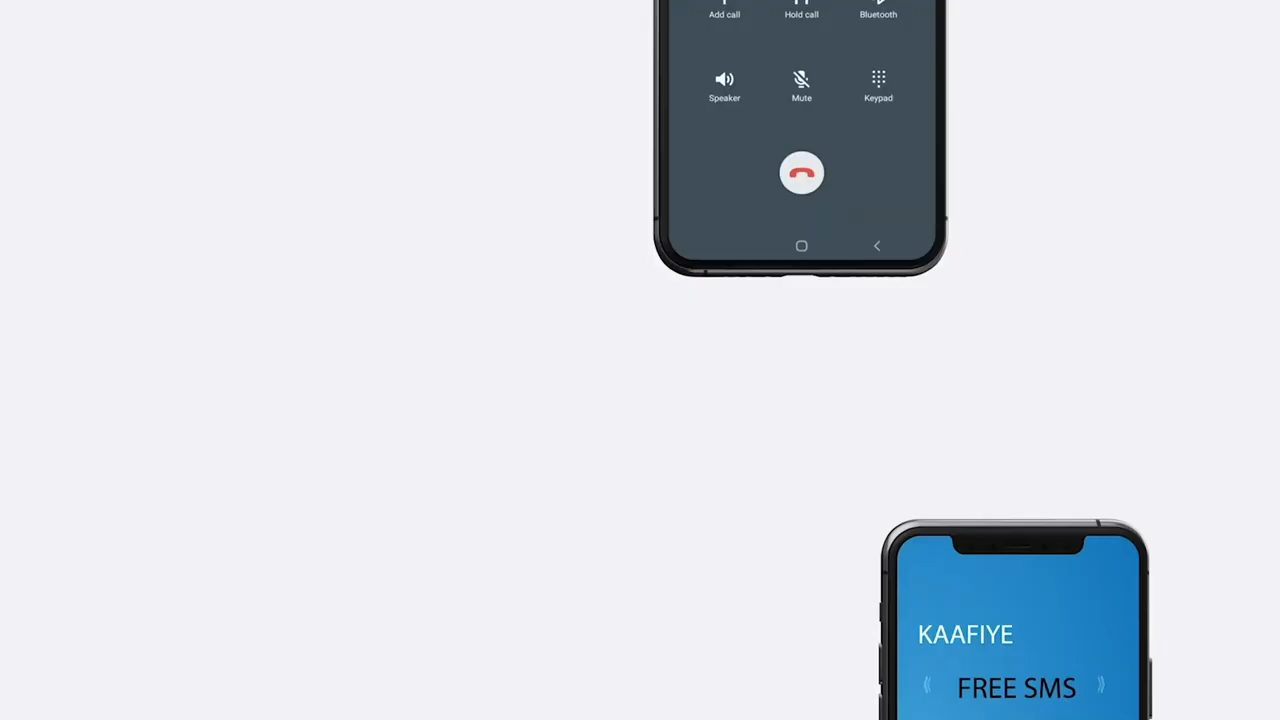 Add call Hold call Bluetooth
Speaker Mute Keypad
KAAFIYE
FREE SMS